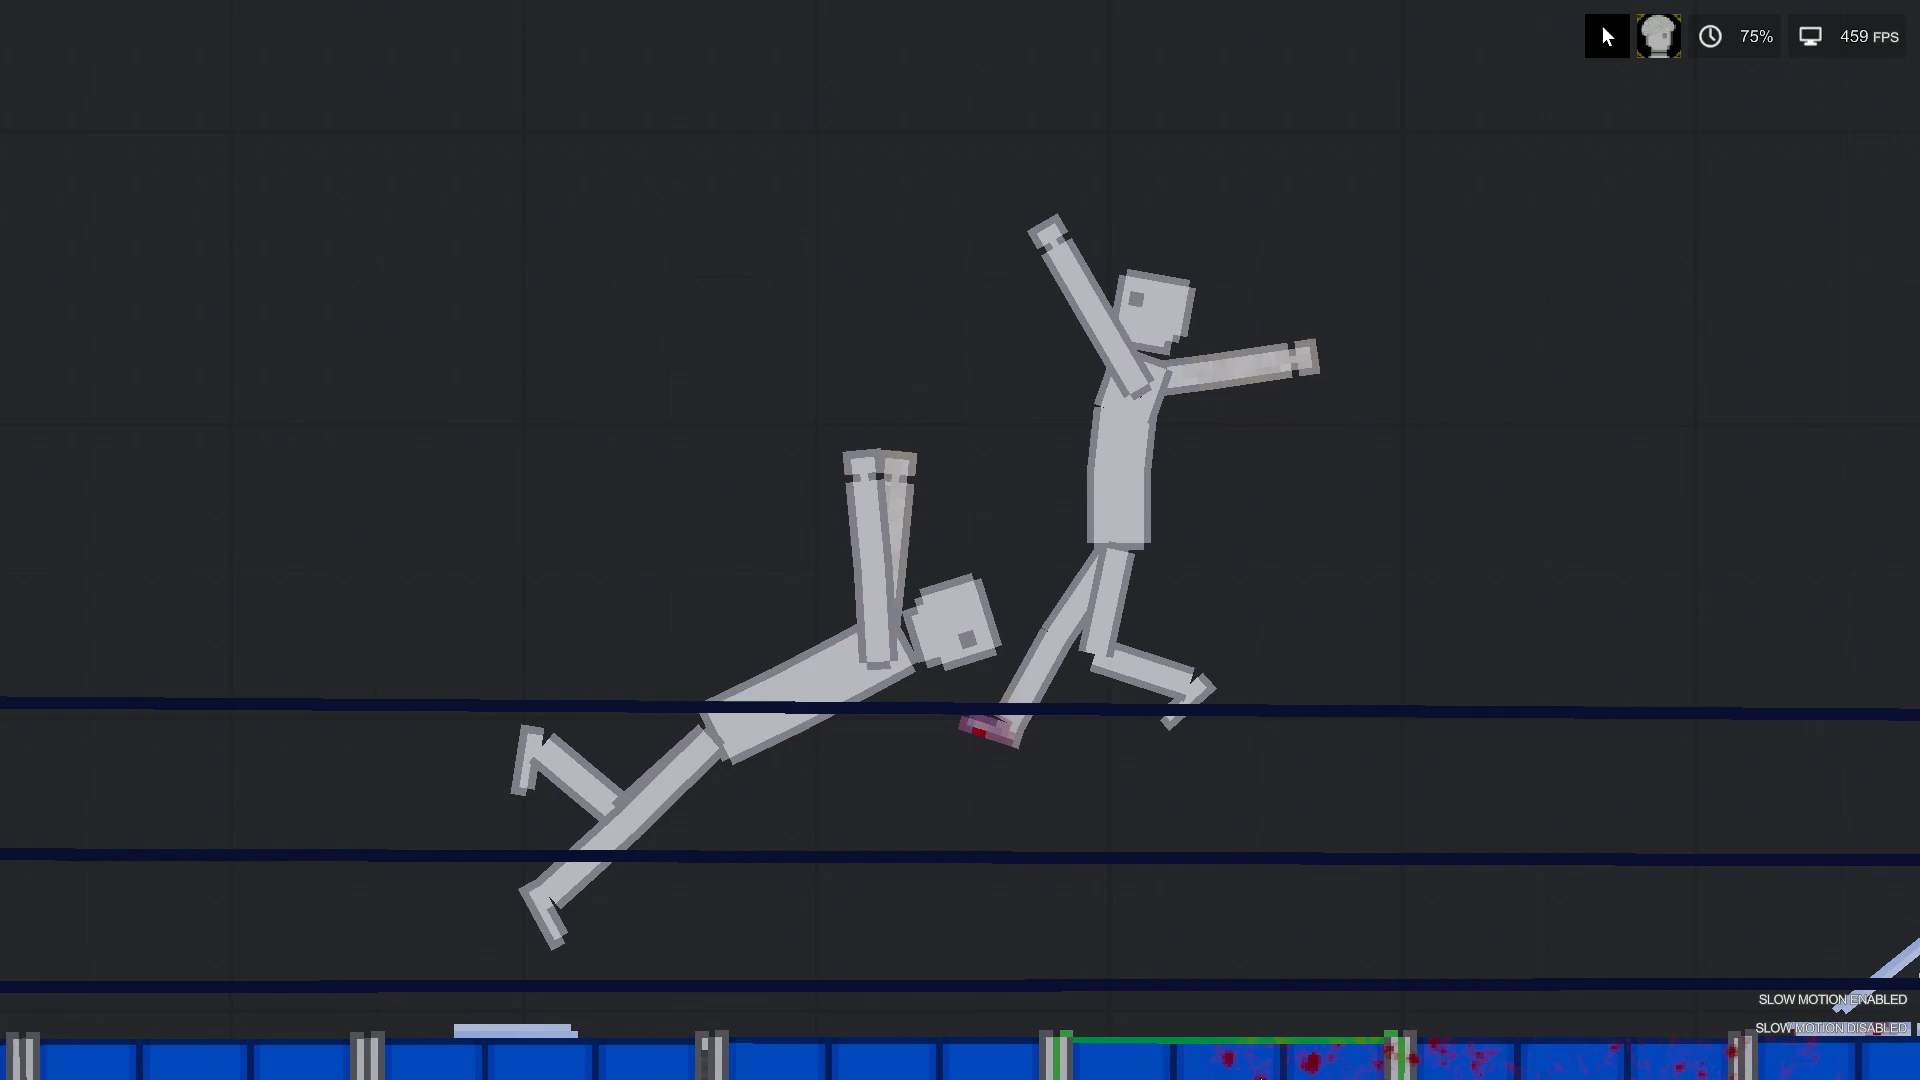 75%
459 FPS
SLOW MOTION ENABLED
SLOW MOTION DISABLED